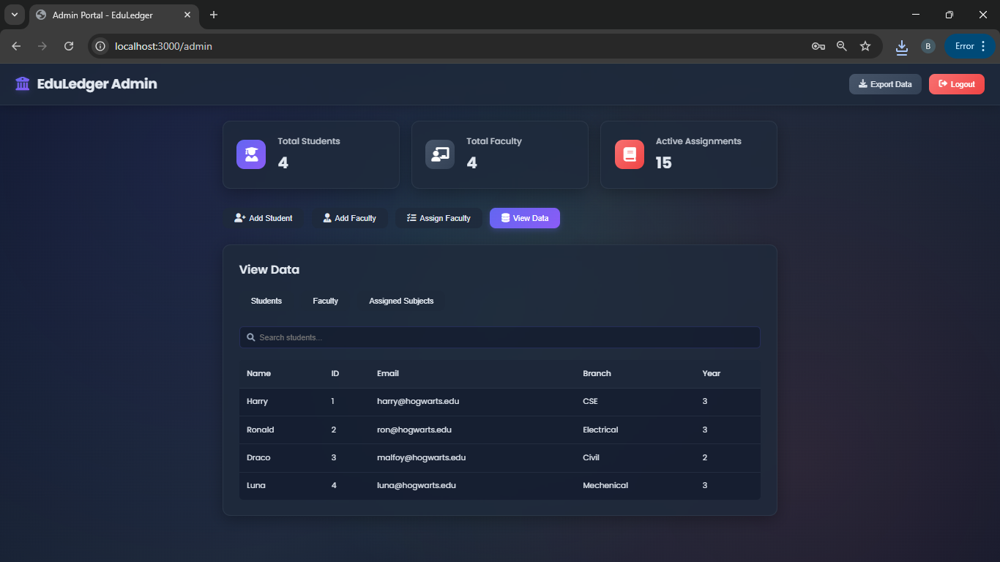 Admin Portal - EduLedger
localhost:3000/admin
B
Error
EduLedger Admin
Export Data
Logout
Total Students
4
Total Faculty
4
Active Assignments
15
Add Student
Add Faculty
Assign Faculty
View Data
View Data
Students Faculty Assigned Subjects
Search students...
Name ID Email Branch Year
Harry 1 harry@hogwarts.edu CSE 3
Ronald 2 ron@hogwarts.edu Electrical 3
Draco 3 malfoy@hogwarts.edu Civil 2
Luna 4 luna@hogwarts.edu Mechenical 3